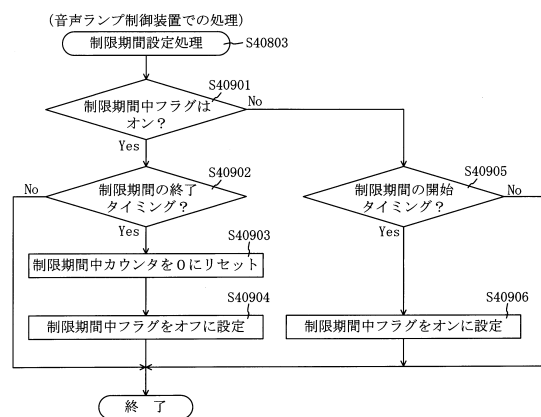 (音声ランプ制御装置での処理)
制限期間設定処理
S40803
S40901
制限期間中フラグは
オン?
No
Yes
S40902
制限期間の終了
タイミング?
No
Yes
S40905
制限期間の開始
タイミング?
No
Yes
S40903
制限期間中カウンタを0にリセット
S40904
制限期間中フラグをオフに設定
S40906
制限期間中フラグをオンに設定
終 了